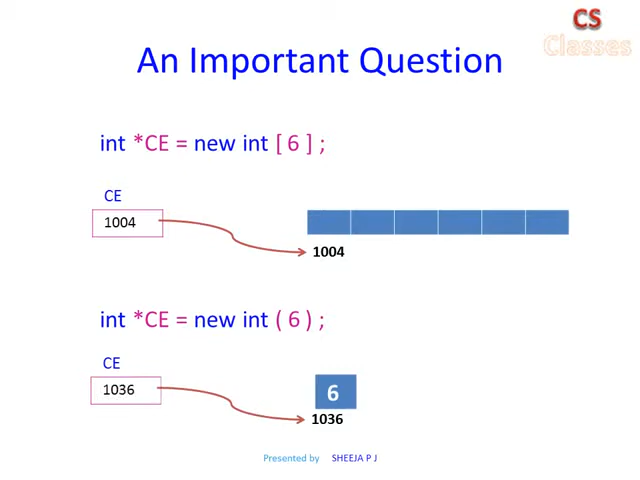 CS
Classes
An Important Question
int *CE = new int [ 6 ] ;
CE
1004
1004
int *CE = new int ( 6 ) ;
CE
1036
6
1036
Presented by SHEEJA P J